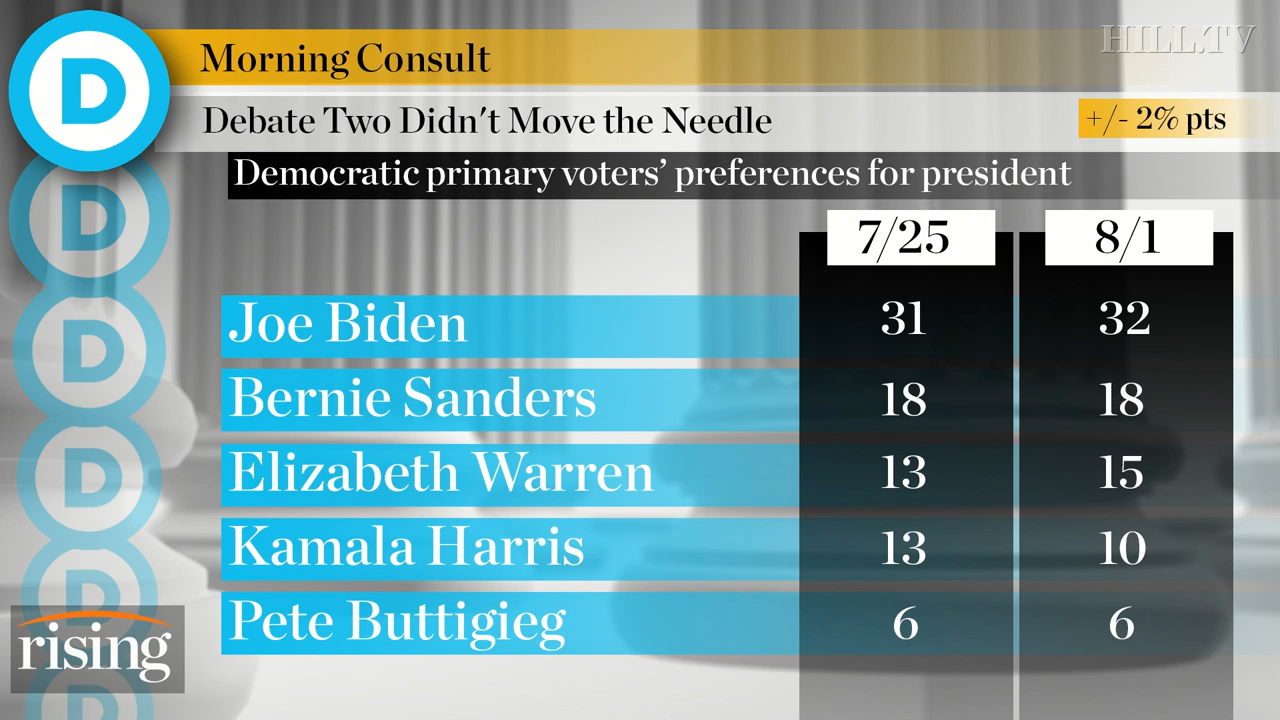 HILL.TV
D
Morning Consult
Debate Two Didn't Move the Needle
+/- 2% pts
Democratic primary voters’ preferences for president
D
7/25 8/1
Joe Biden 31 32
D
Bernie Sanders 18 18
Elizabeth Warren 13 15
D
Kamala Harris 13 10
D
Pete Buttigieg 6 6
rising
D